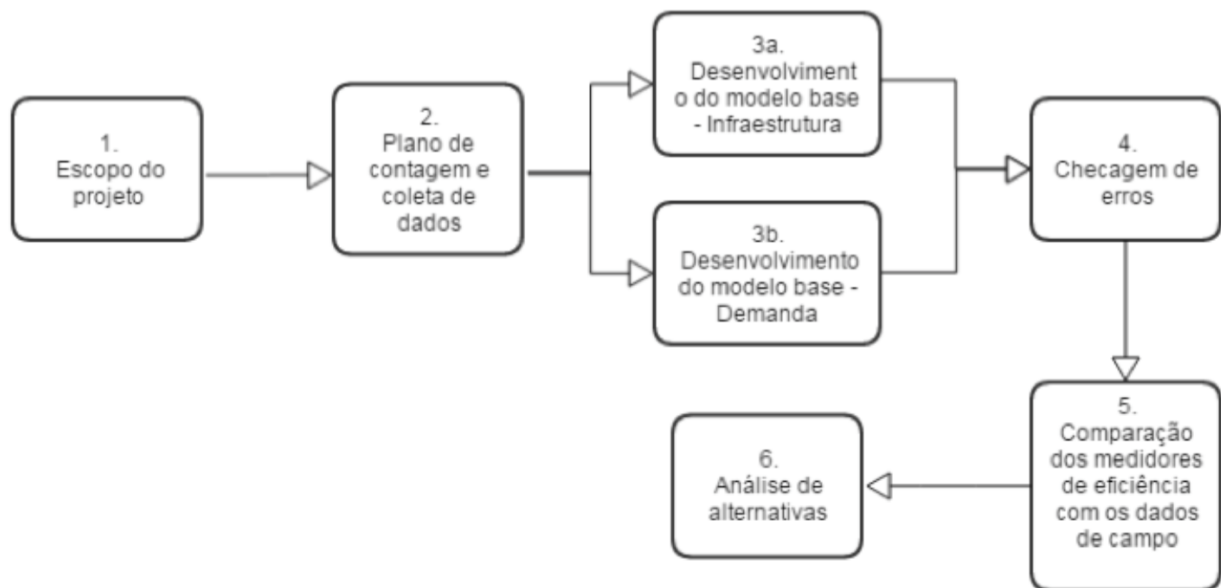 1.
Escopo do
projeto
2.
Plano de
contagem e
coleta de
dados
3a.
Desenvolviment
o do modelo base
- Infraestrutura
3b.
Desenvolvimento
do modelo base -
Demanda
4.
Checagem de
erros
5.
Comparação
dos medidores
de eficiência
com os dados
de campo
6.
Análise de
alternativas